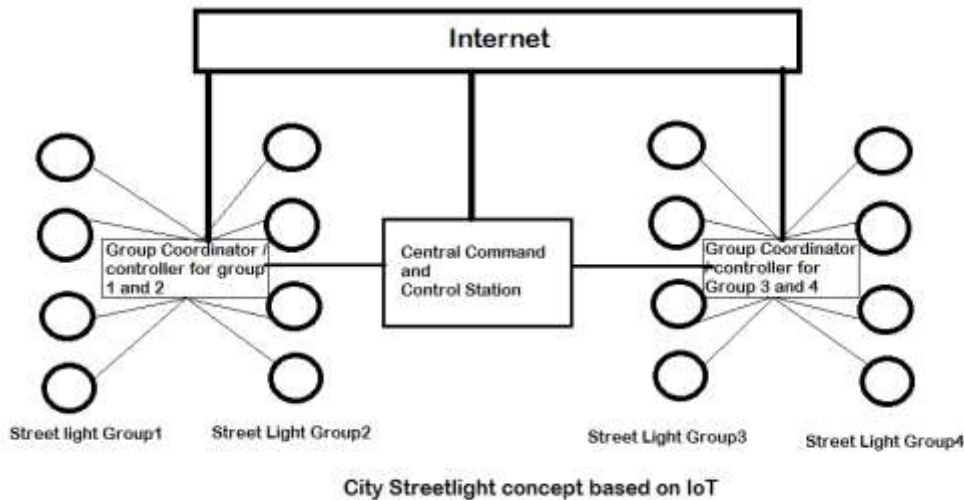 Internet
Group Coordinator /
controller for group
1 and 2
Central Command
and
Control Station
Group Coordinator
controller for
Group 3 and 4
Street light Group1
Street Light Group2
Street Light Group3
Street Light Group4
City Streetlight concept based on IoT